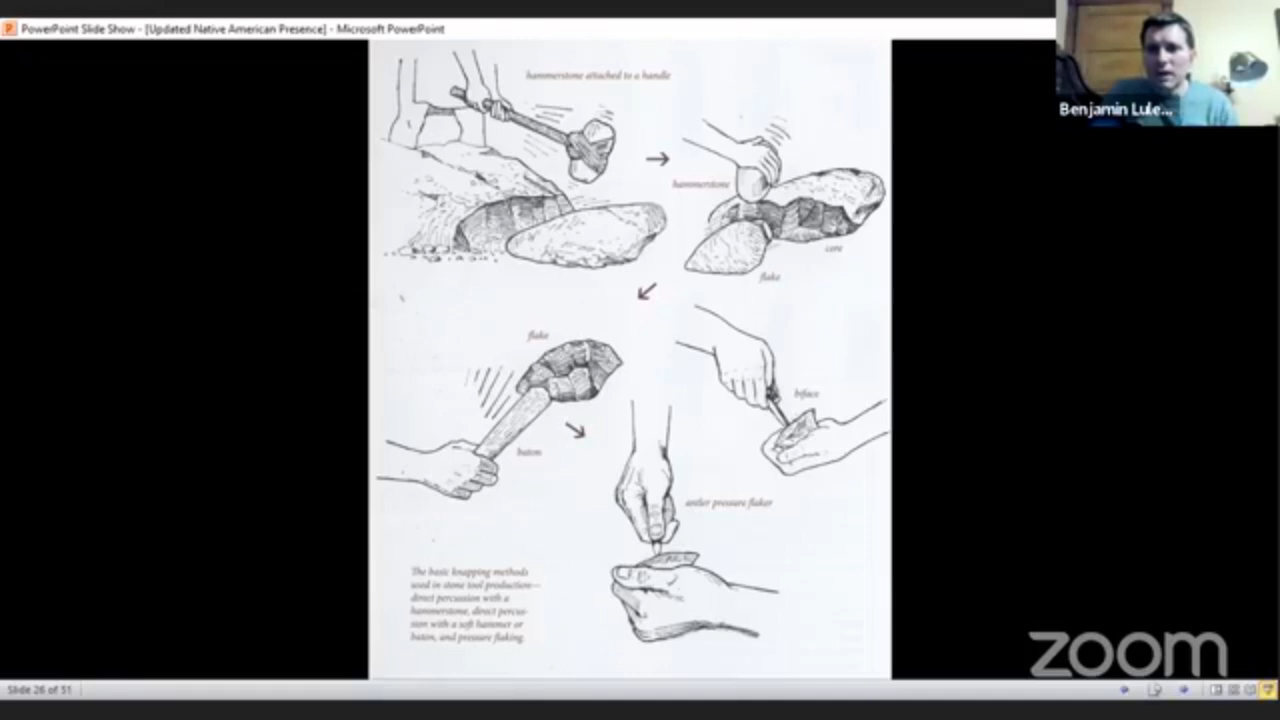 PowerPoint Slide Show - [Updated Native American Presence] - Microsoft PowerPoint
Benjamin Lule...
hammerstone attached to a handle
hammerstone
core
flake
flake
biface
baton
antler pressure flaker
The basic knapping methods
used in stone tool production—
direct percussion with a
hammerstone, direct percus-
sion with a soft hammer or
baton, and pressure flaking.
zoom
Slide 26 of 51